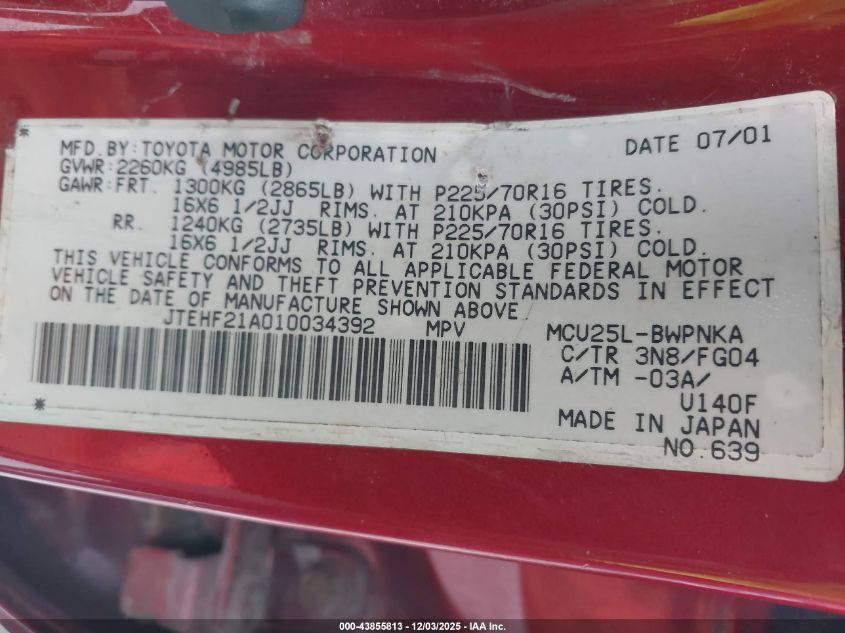 MFD.BY:TOYOTA MOTOR CORPORATION DATE 07/01
GVWR:2260KG (4985LB)
GAWR:FRT. 1300KG (2865LB) WITH P225/70R16 TIRES.
16X6 1/2JJ RIMS. AT 210KPA (30PSI) COLD.
RR. 1240KG (2735LB) WITH P225/70R16 TIRES.
16X6 1/2JJ RIMS. AT 210KPA (30PSI) COLD.
THIS VEHICLE CONFORMS TO ALL APPLICABLE FEDERAL MOTOR
VEHICLE SAFETY AND THEFT PREVENTION STANDARDS IN EFFECT
ON THE DATE OF MANUFACTURE SHOWN ABOVE.
JTEHF21A010034392 MPV MCU25L-BWPNKA
C/TR 3N8/FG04
A/TM -03A/
U140F
MADE IN JAPAN
NO.639
000-43855813 - 12/03/2025 - IAA Inc.